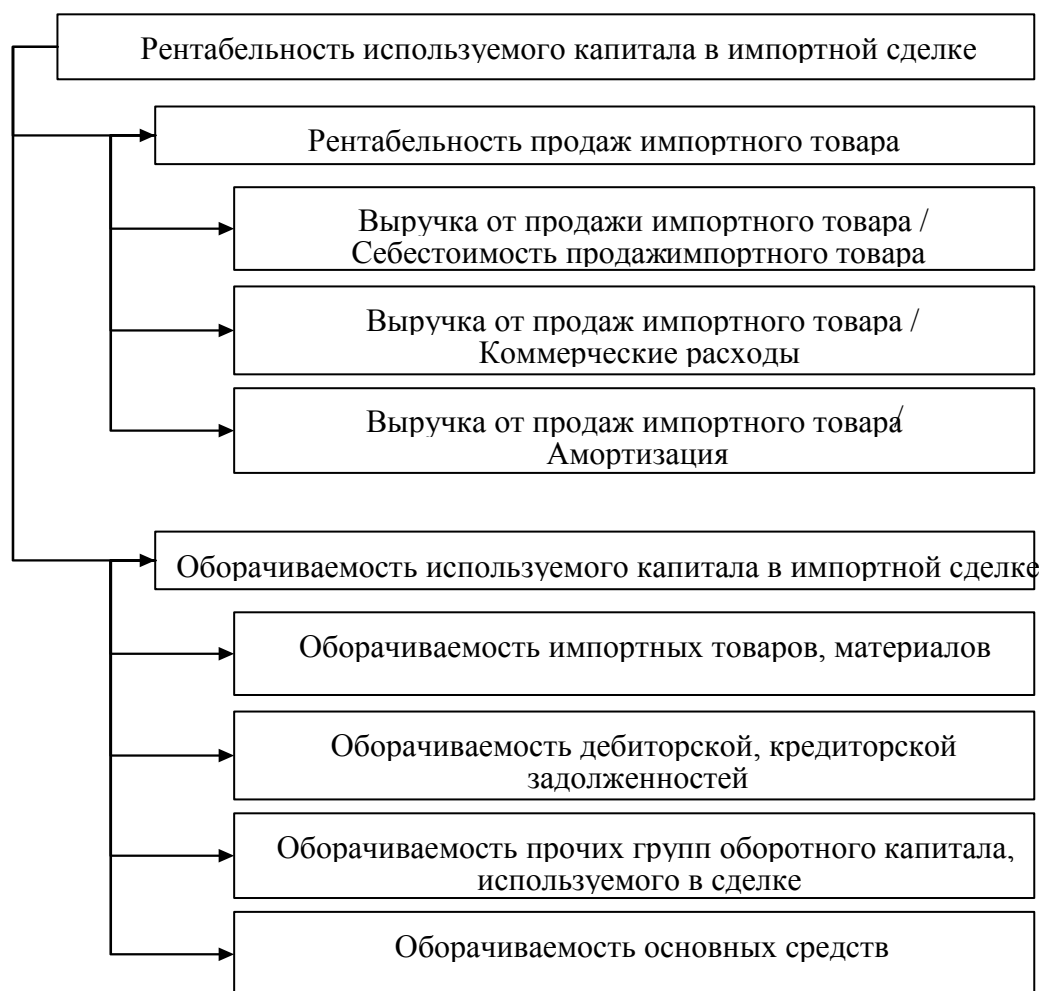 Рентабельность используемого капитала в импортной сделке
Рентабельность продаж импортного товара
Выручка от продажи импортного товара /
Себестоимость продажимпортного товара
Выручка от продаж импортного товара /
Коммерческие расходы
Выручка от продаж импортного товара/
Амортизация
Оборачиваемость используемого капитала в импортной сделке
Оборачиваемость импортных товаров, материалов
Оборачиваемость дебиторской, кредиторской
задолженностей
Оборачиваемость прочих групп оборотного капитала,
используемого в сделке
Оборачиваемость основных средств